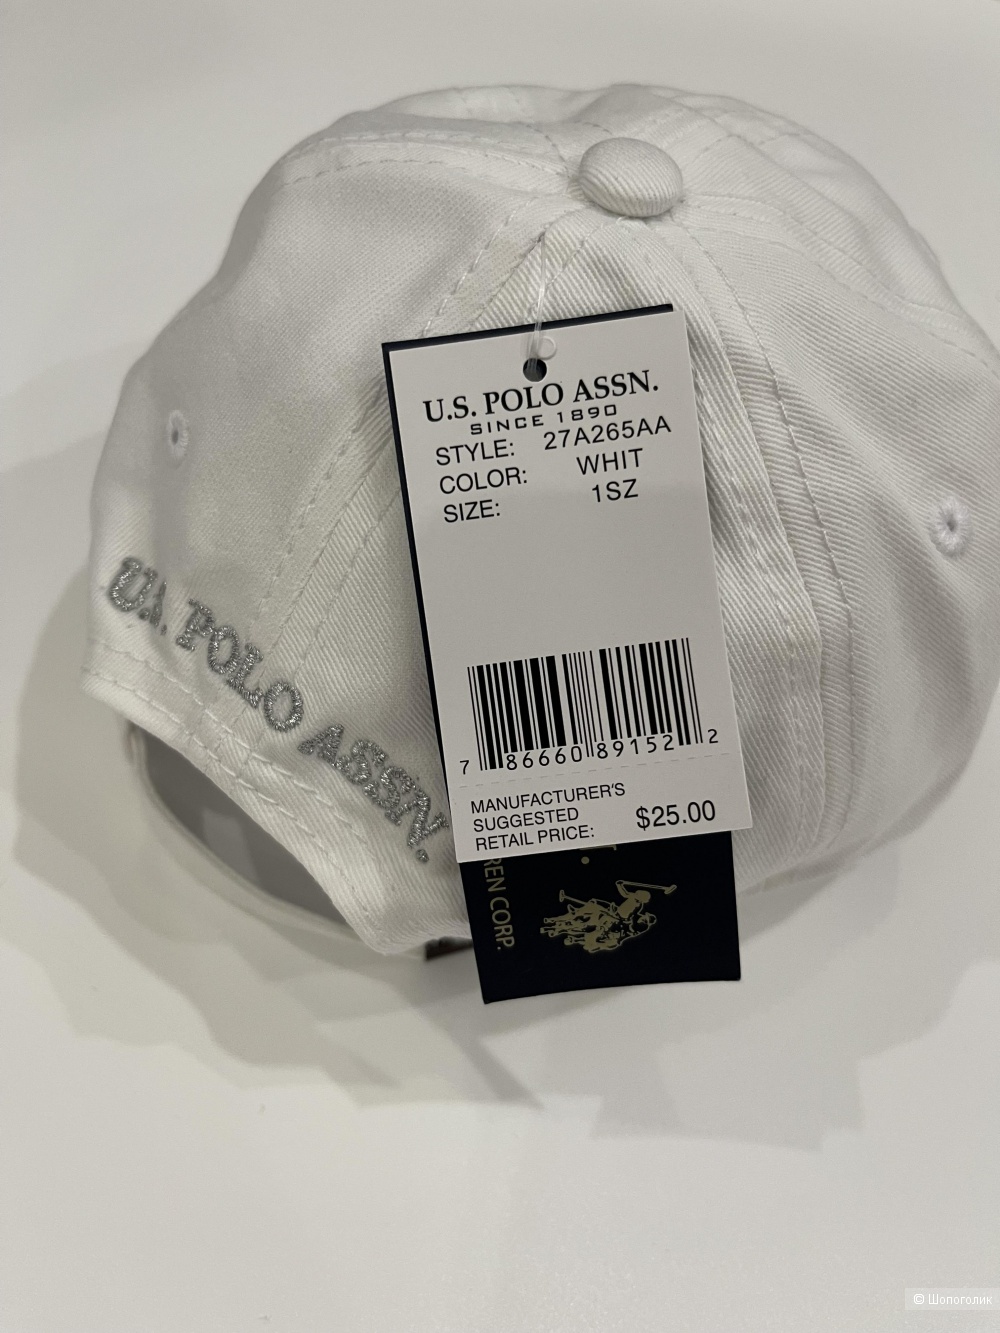 U.S. POLO ASSN.
SINCE 1890
STYLE: 27A265AA
COLOR: WHIT
SIZE: 1SZ
7 86660 89152 2
MANUFACTURER'S
SUGGESTED
RETAIL PRICE: $25.00
CORP.
U.S. POLO ASSN.
© Шопоголик